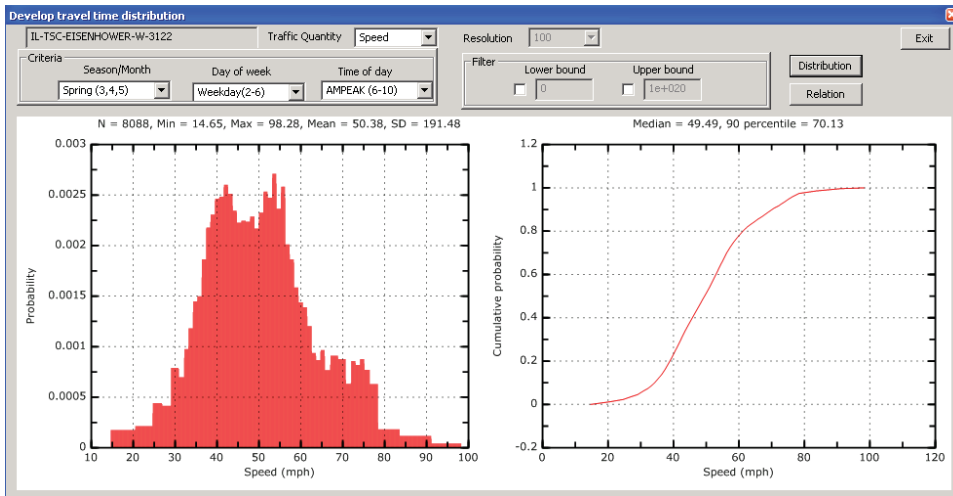 Develop travel time distribution
IL-TSC-EISENHOWER-W-3122
Traffic Quantity
Speed
Resolution
100
Exit
Criteria
Season/Month
Day of week
Time of day
Spring (3,4,5)
Weekday(2-6)
AMPEAK (6-10)
Filter
Lower bound
Upper bound
0
1e+020
Distribution
Relation
N = 8088, Min = 14.65, Max = 98.28, Mean = 50.38, SD = 191.48
0.003
0.0025
0.002
0.0015
0.001
0.0005
0
Probability
10 20 30 40 50 60 70 80 90 100
Speed (mph)
Median = 49.49, 90 percentile = 70.13
1.2
1
0.8
0.6
0.4
0.2
0
-0.2
Cumulative probability
0 20 40 60 80 100 120
Speed (mph)